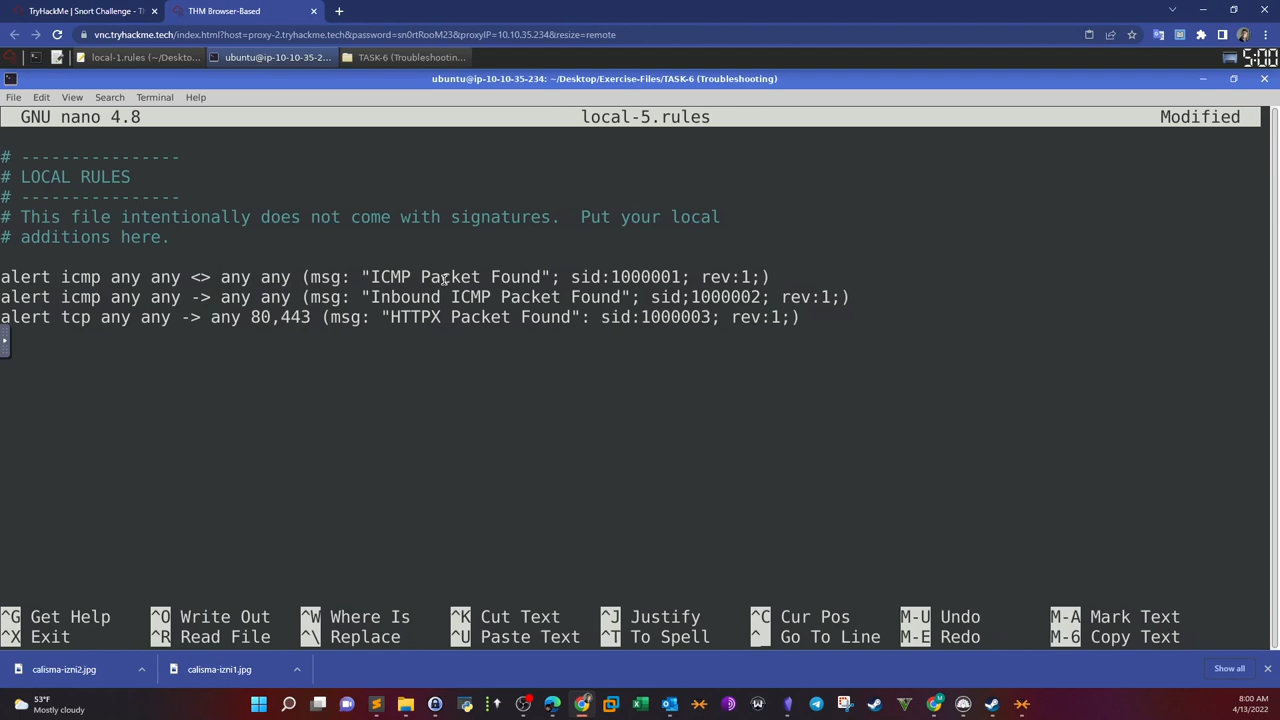 TryHackMe | Snort Challenge - T
THM Browser-Based
vnc.tryhackme.tech/index.html?host=proxy-2.tryhackme.tech&password=sn0rtRooM23&proxyIP=10.10.35.234&resize=remote
local-1.rules (~/Desktop...
ubuntu@ip-10-10-35-2...
TASK-6 (Troubleshootin...
5:00
ubuntu@ip-10-10-35-234: ~/Desktop/Exercise-Files/TASK-6 (Troubleshooting)
File Edit View Search Terminal Help
GNU nano 4.8 local-5.rules Modified
# ----------------
# LOCAL RULES
# ----------------
# This file intentionally does not come with signatures.  Put your local
# additions here.
alert icmp any any <> any any (msg: "ICMP Packet Found"; sid:1000001; rev:1;)
alert icmp any any -> any any (msg: "Inbound ICMP Packet Found"; sid;1000002; rev:1;)
alert tcp any any -> any 80,443 (msg: "HTTPX Packet Found": sid:1000003; rev:1;)
^G Get Help ^O Write Out ^W Where Is ^K Cut Text ^J Justify ^C Cur Pos M-U Undo M-A Mark Text
^X Exit ^R Read File ^\ Replace ^U Paste Text ^T To Spell ^_ Go To Line M-E Redo M-6 Copy Text
calisma-izni2.jpg
calisma-izni1.jpg
Show all
53°F
Mostly cloudy
8:00 AM
4/13/2022